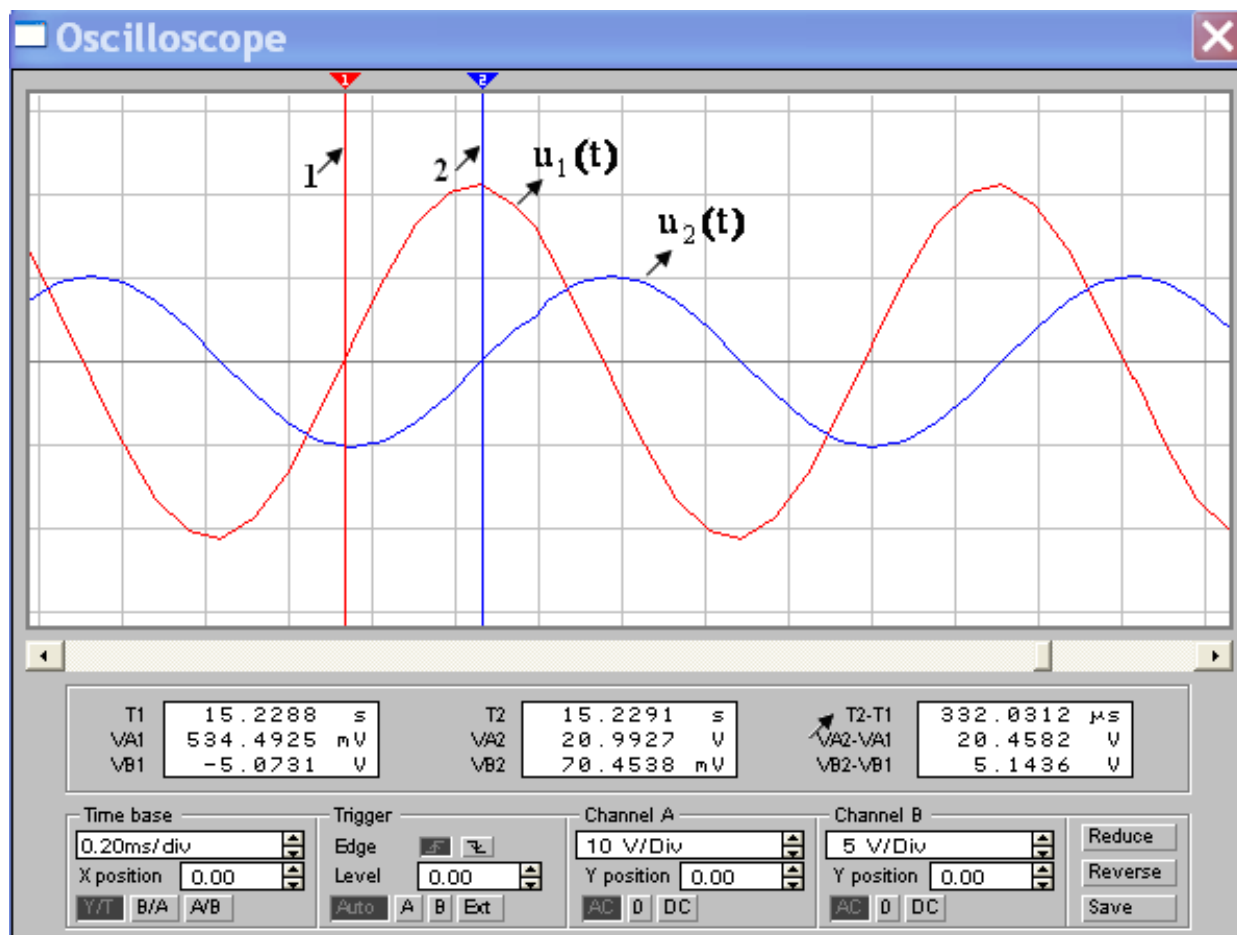 Oscilloscope
1 2
1 2 u₁(t)
u₂(t)
T1 15.2288 s T2 15.2291 s T2-T1 332.0312 µs
VA1 534.4925 mV VA2 20.9927 V VA2-VA1 20.4582 V
VB1 -5.0731 V VB2 70.4538 mV VB2-VB1 5.1436 V
Time base Trigger Channel A Channel B
0.20ms/div Edge 10 V/Div 5 V/Div Reduce
X position 0.00 Level 0.00 Y position 0.00 Y position 0.00 Reverse
Y/T B/A A/B Auto A B Ext AC 0 DC AC 0 DC Save